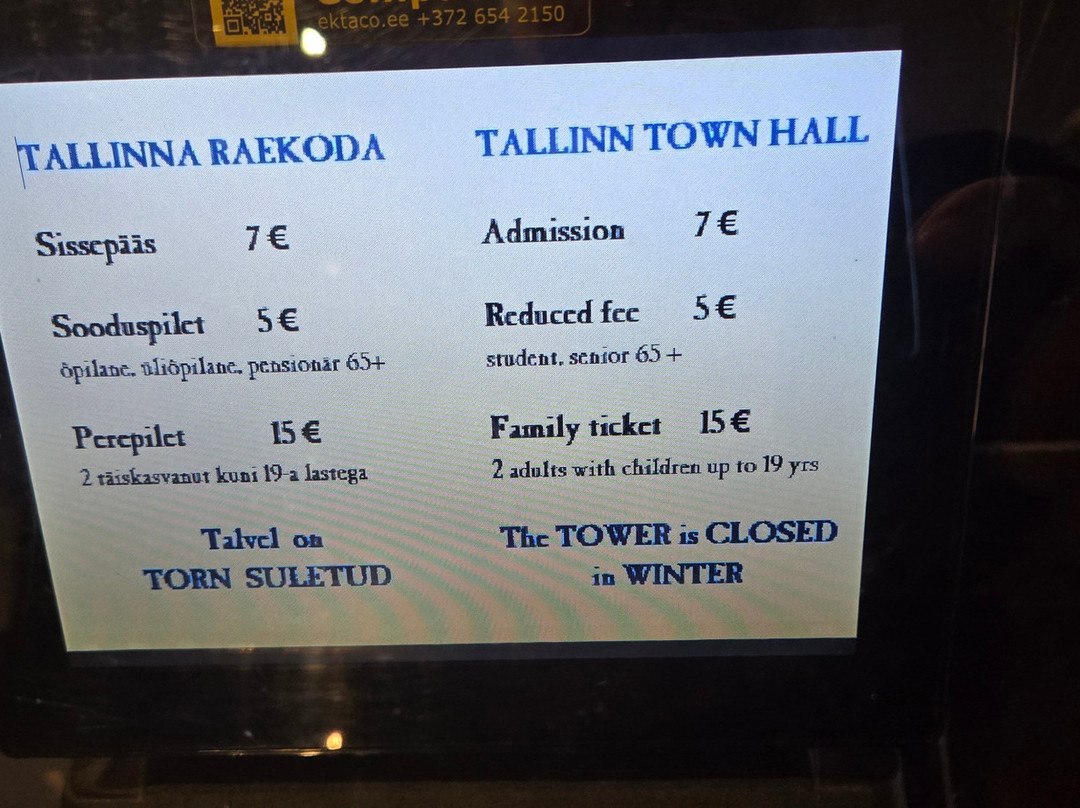 ektaco.ee +372 654 2150
TALLINNA RAEKODA
Sissepääs 7 €
Sooduspilet 5 €
õpilane, üliõpilane, pensionär 65+
Perepilet 15 €
2 täiskasvanut kuni 19-a lastega
Talvel on
TORN SULETUD
TALLINN TOWN HALL
Admission 7 €
Reduced fee 5 €
student, senior 65 +
Family ticket 15 €
2 adults with children up to 19 yrs
The TOWER is CLOSED
in WINTER